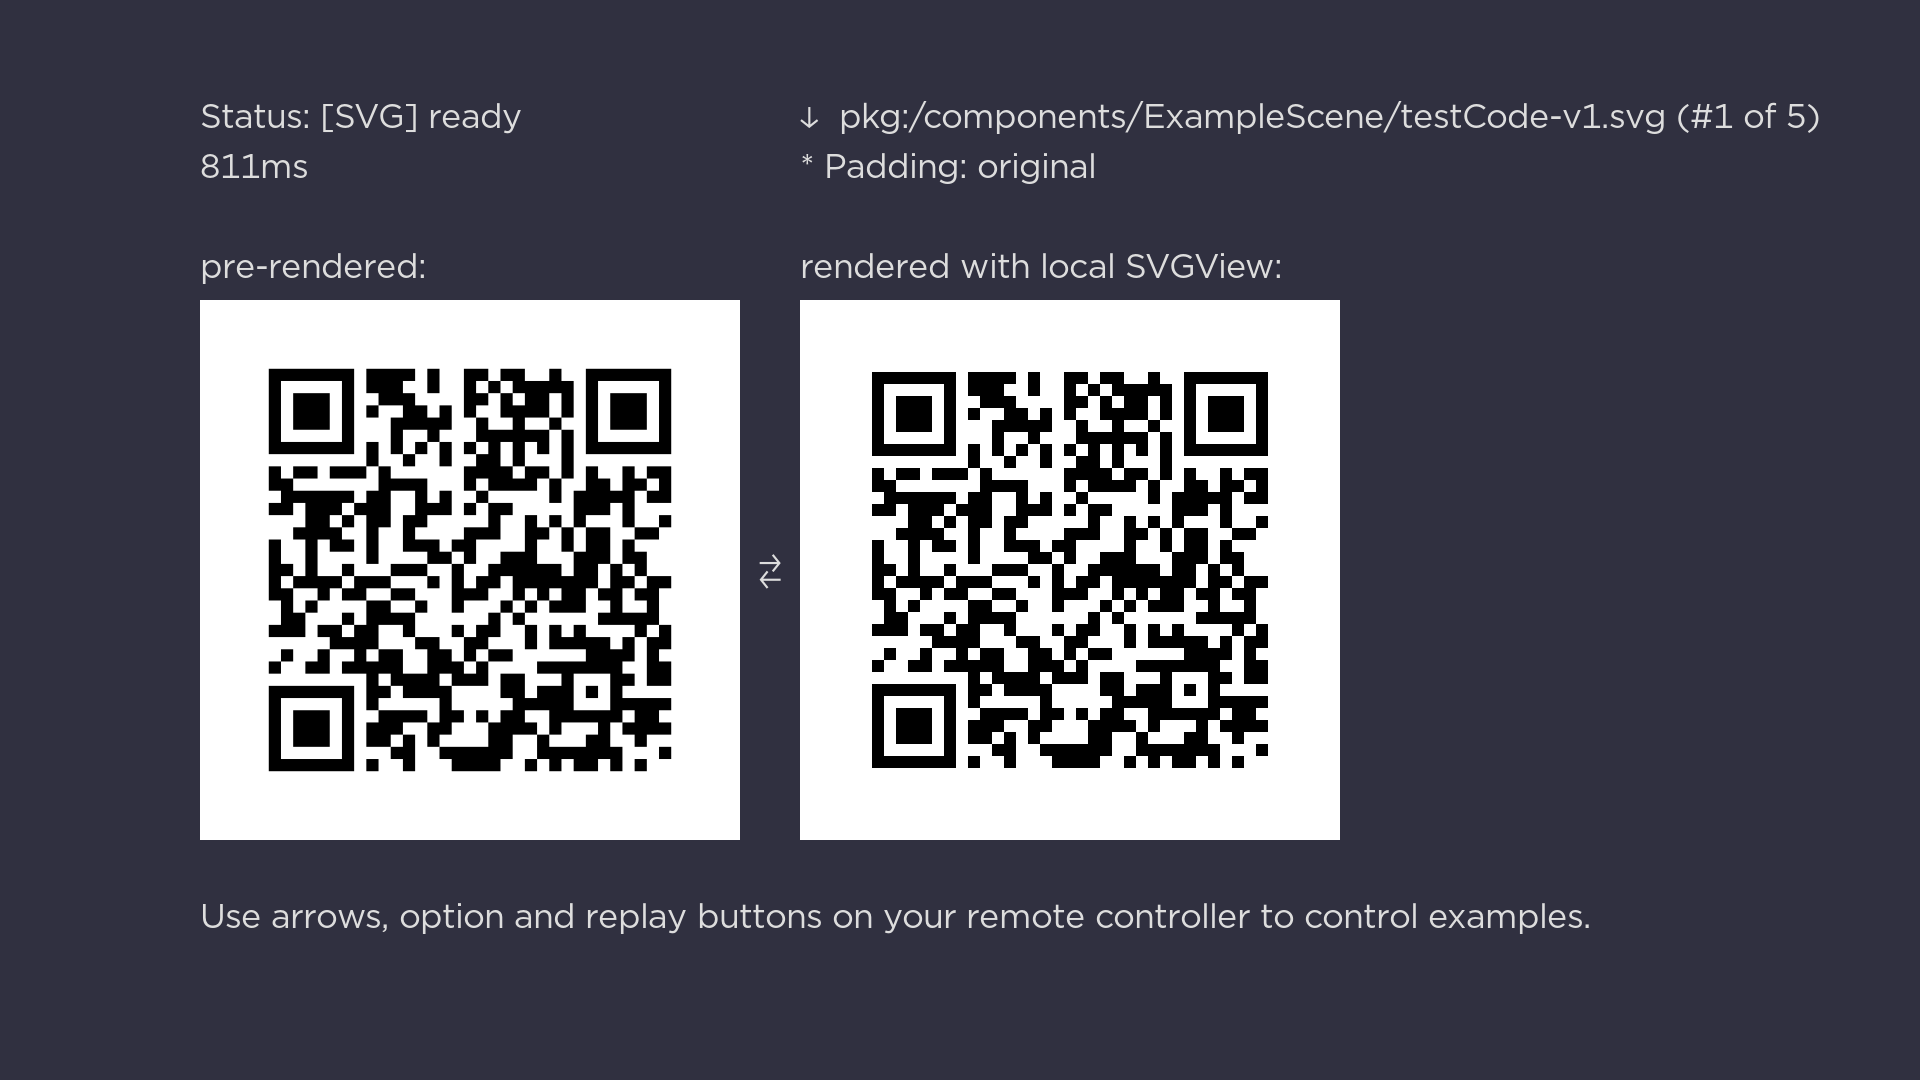 Status: [SVG] ready
811ms
↓ pkg:/components/ExampleScene/testCode-v1.svg (#1 of 5)
* Padding: original
pre-rendered:
rendered with local SVGView:
⇄
Use arrows, option and replay buttons on your remote controller to control examples.